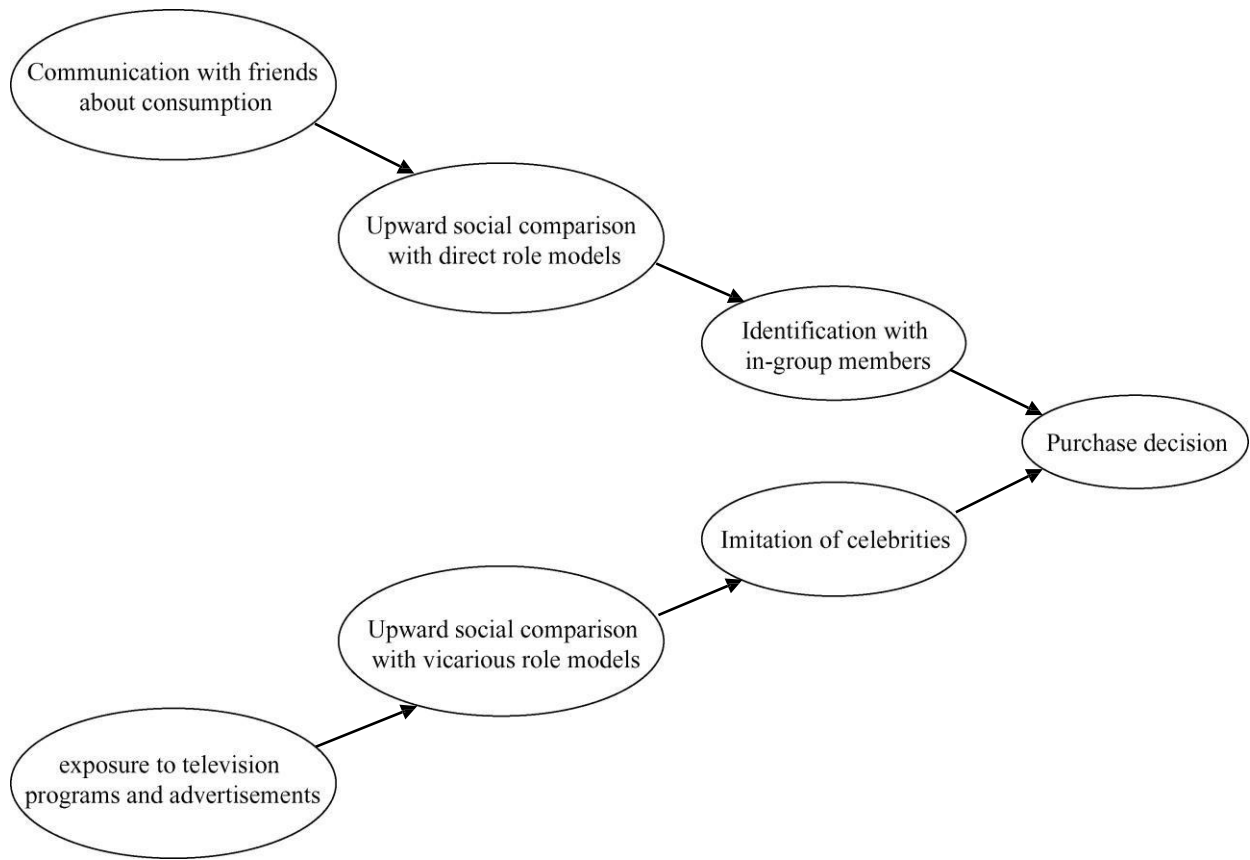 Communication with friends
about consumption
Upward social comparison
with direct role models
Identification with
in-group members
Purchase decision
Imitation of celebrities
Upward social comparison
with vicarious role models
exposure to television
programs and advertisements